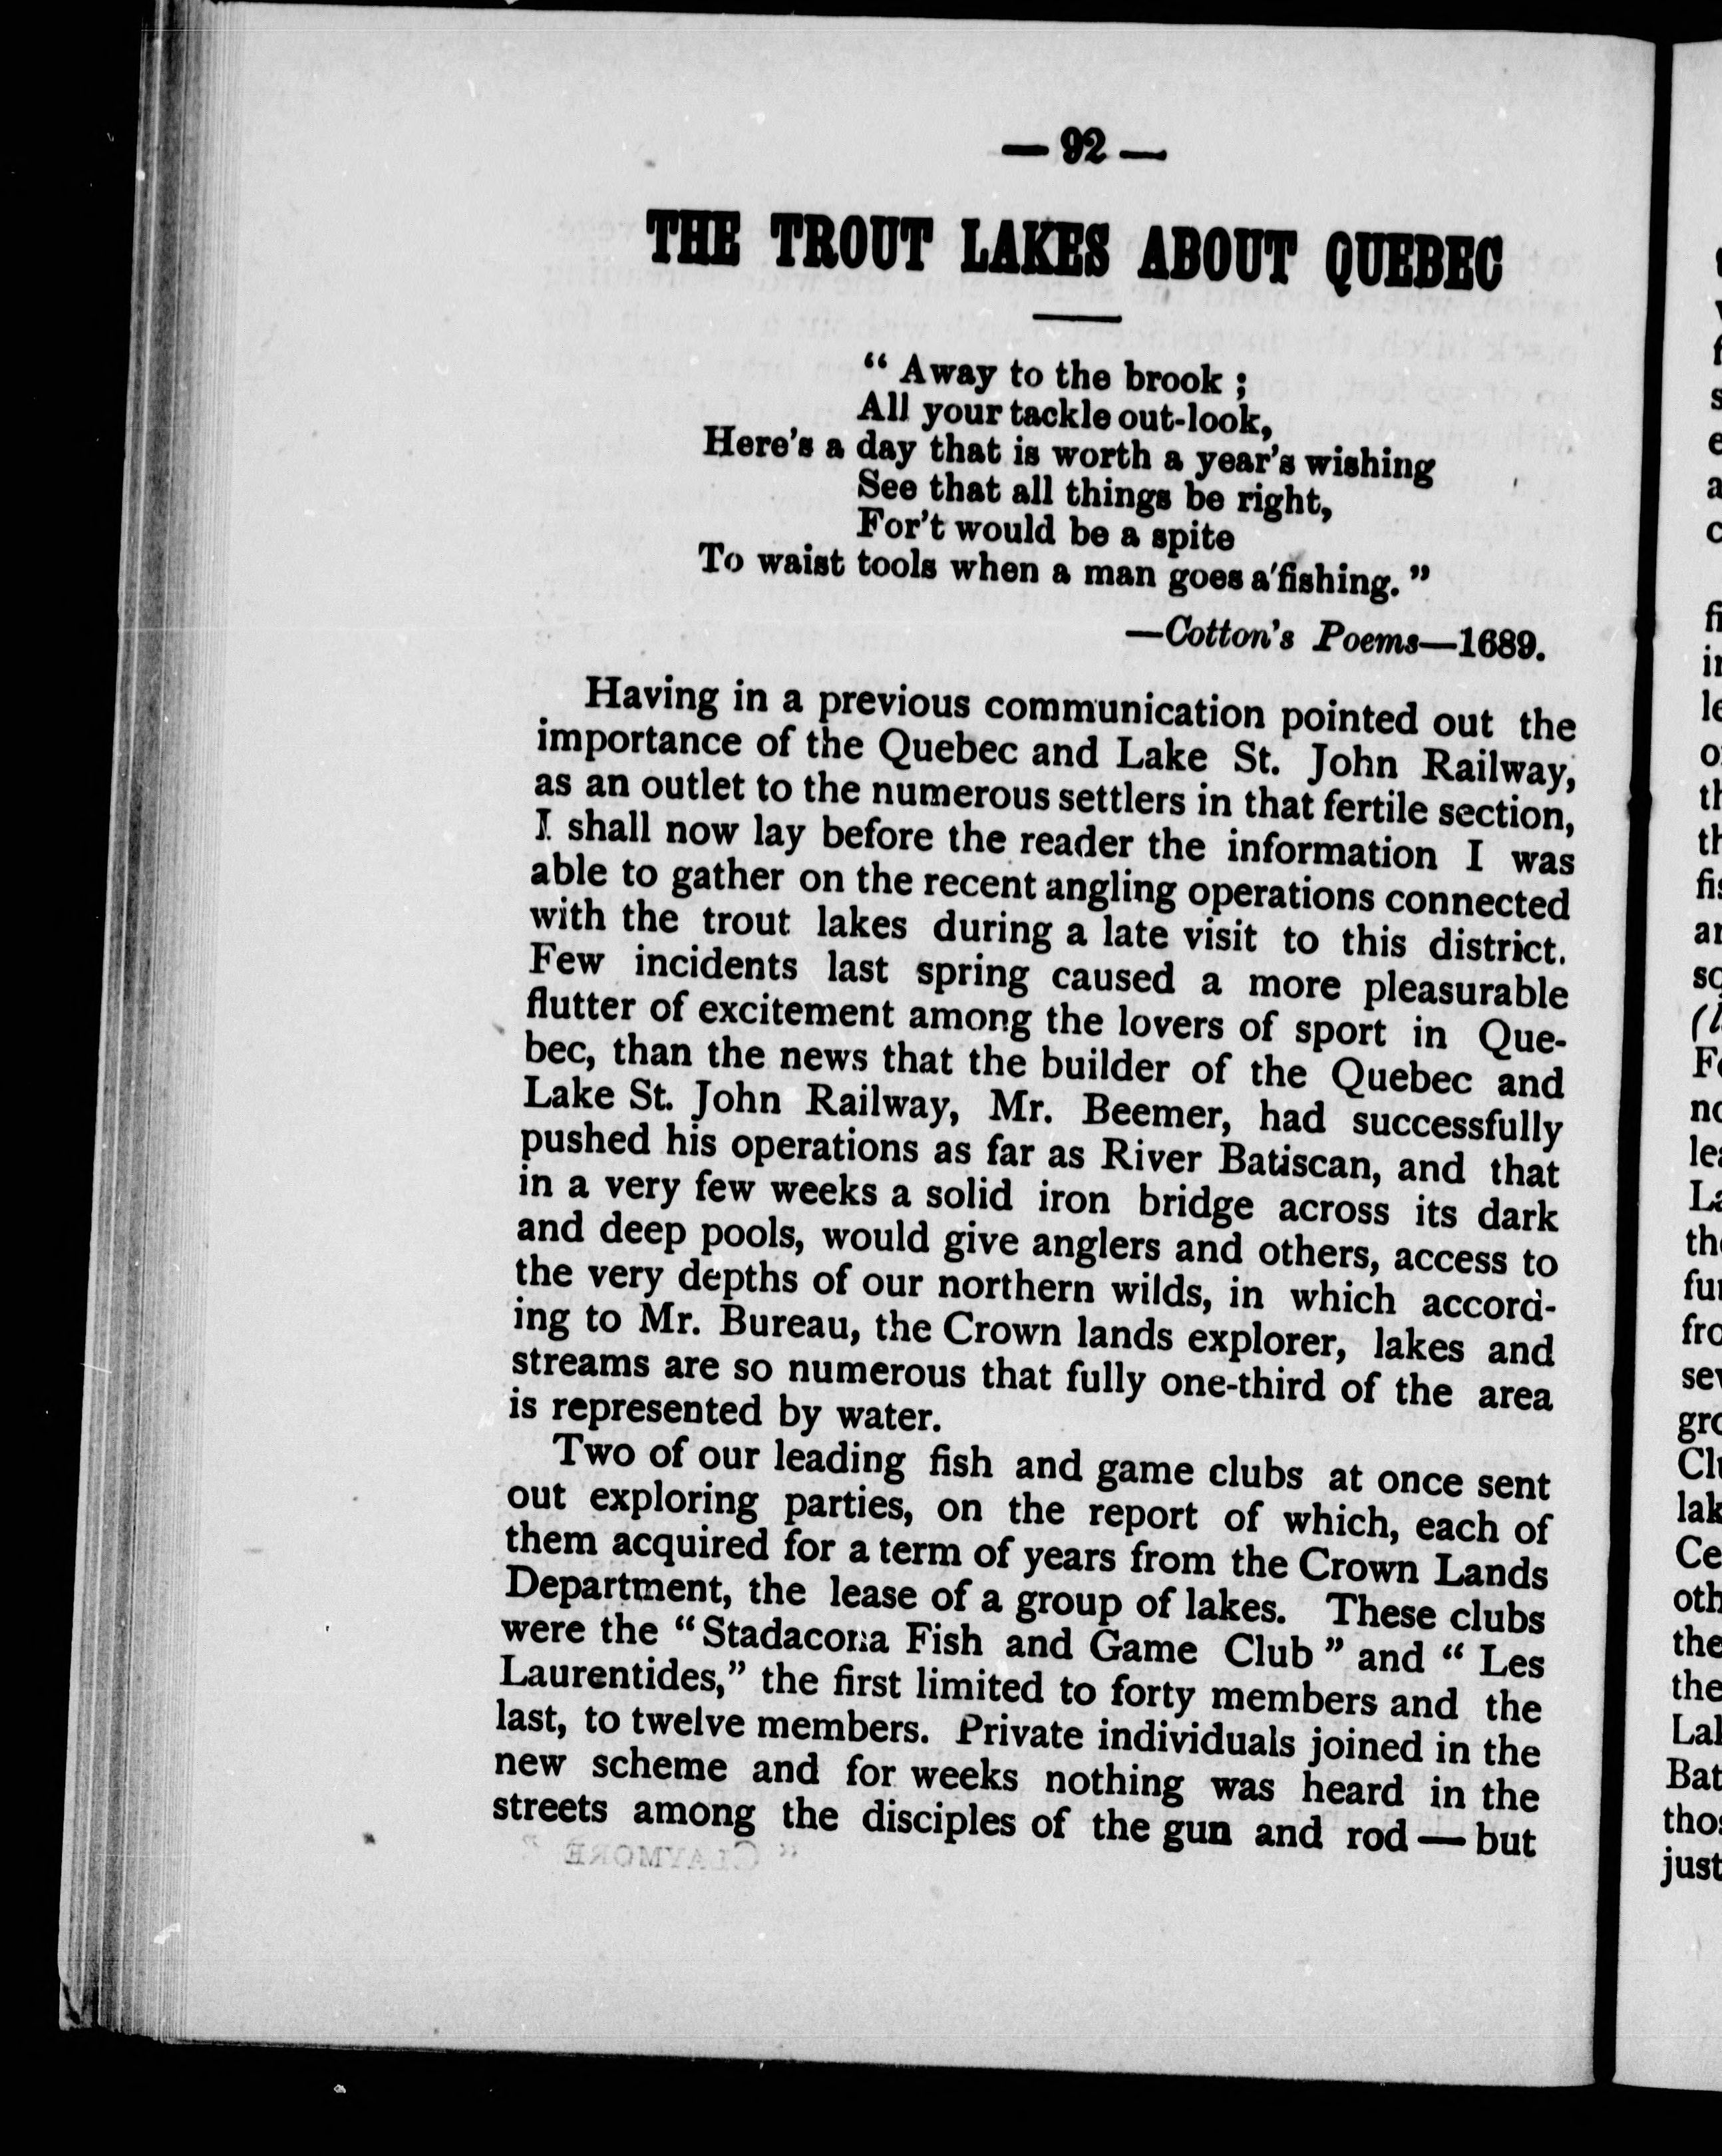 — 92 —
THE TROUT LAKES ABOUT QUEBEC
“ Away to the brook ;
All your tackle out-look,
Here's a day that is worth a year's wishing
See that all things be right,
For't would be a spite
To waist tools when a man goes a'fishing. ”
—Cotton's Poems—1689.
Having in a previous communication pointed out the
importance of the Quebec and Lake St. John Railway,
as an outlet to the numerous settlers in that fertile section,
I shall now lay before the reader the information I was
able to gather on the recent angling operations connected
with the trout lakes during a late visit to this district.
Few incidents last spring caused a more pleasurable
flutter of excitement among the lovers of sport in Que-
bec, than the news that the builder of the Quebec and
Lake St. John Railway, Mr. Beemer, had successfully
pushed his operations as far as River Batiscan, and that
in a very few weeks a solid iron bridge across its dark
and deep pools, would give anglers and others, access to
the very depths of our northern wilds, in which accord-
ing to Mr. Bureau, the Crown lands explorer, lakes and
streams are so numerous that fully one-third of the area
is represented by water.
Two of our leading fish and game clubs at once sent
out exploring parties, on the report of which, each of
them acquired for a term of years from the Crown Lands
Department, the lease of a group of lakes. These clubs
were the “Stadacona Fish and Game Club” and “ Les
Laurentides,” the first limited to forty members and the
last, to twelve members. Private individuals joined in the
new scheme and for weeks nothing was heard in the
streets among the disciples of the gun and rod — but